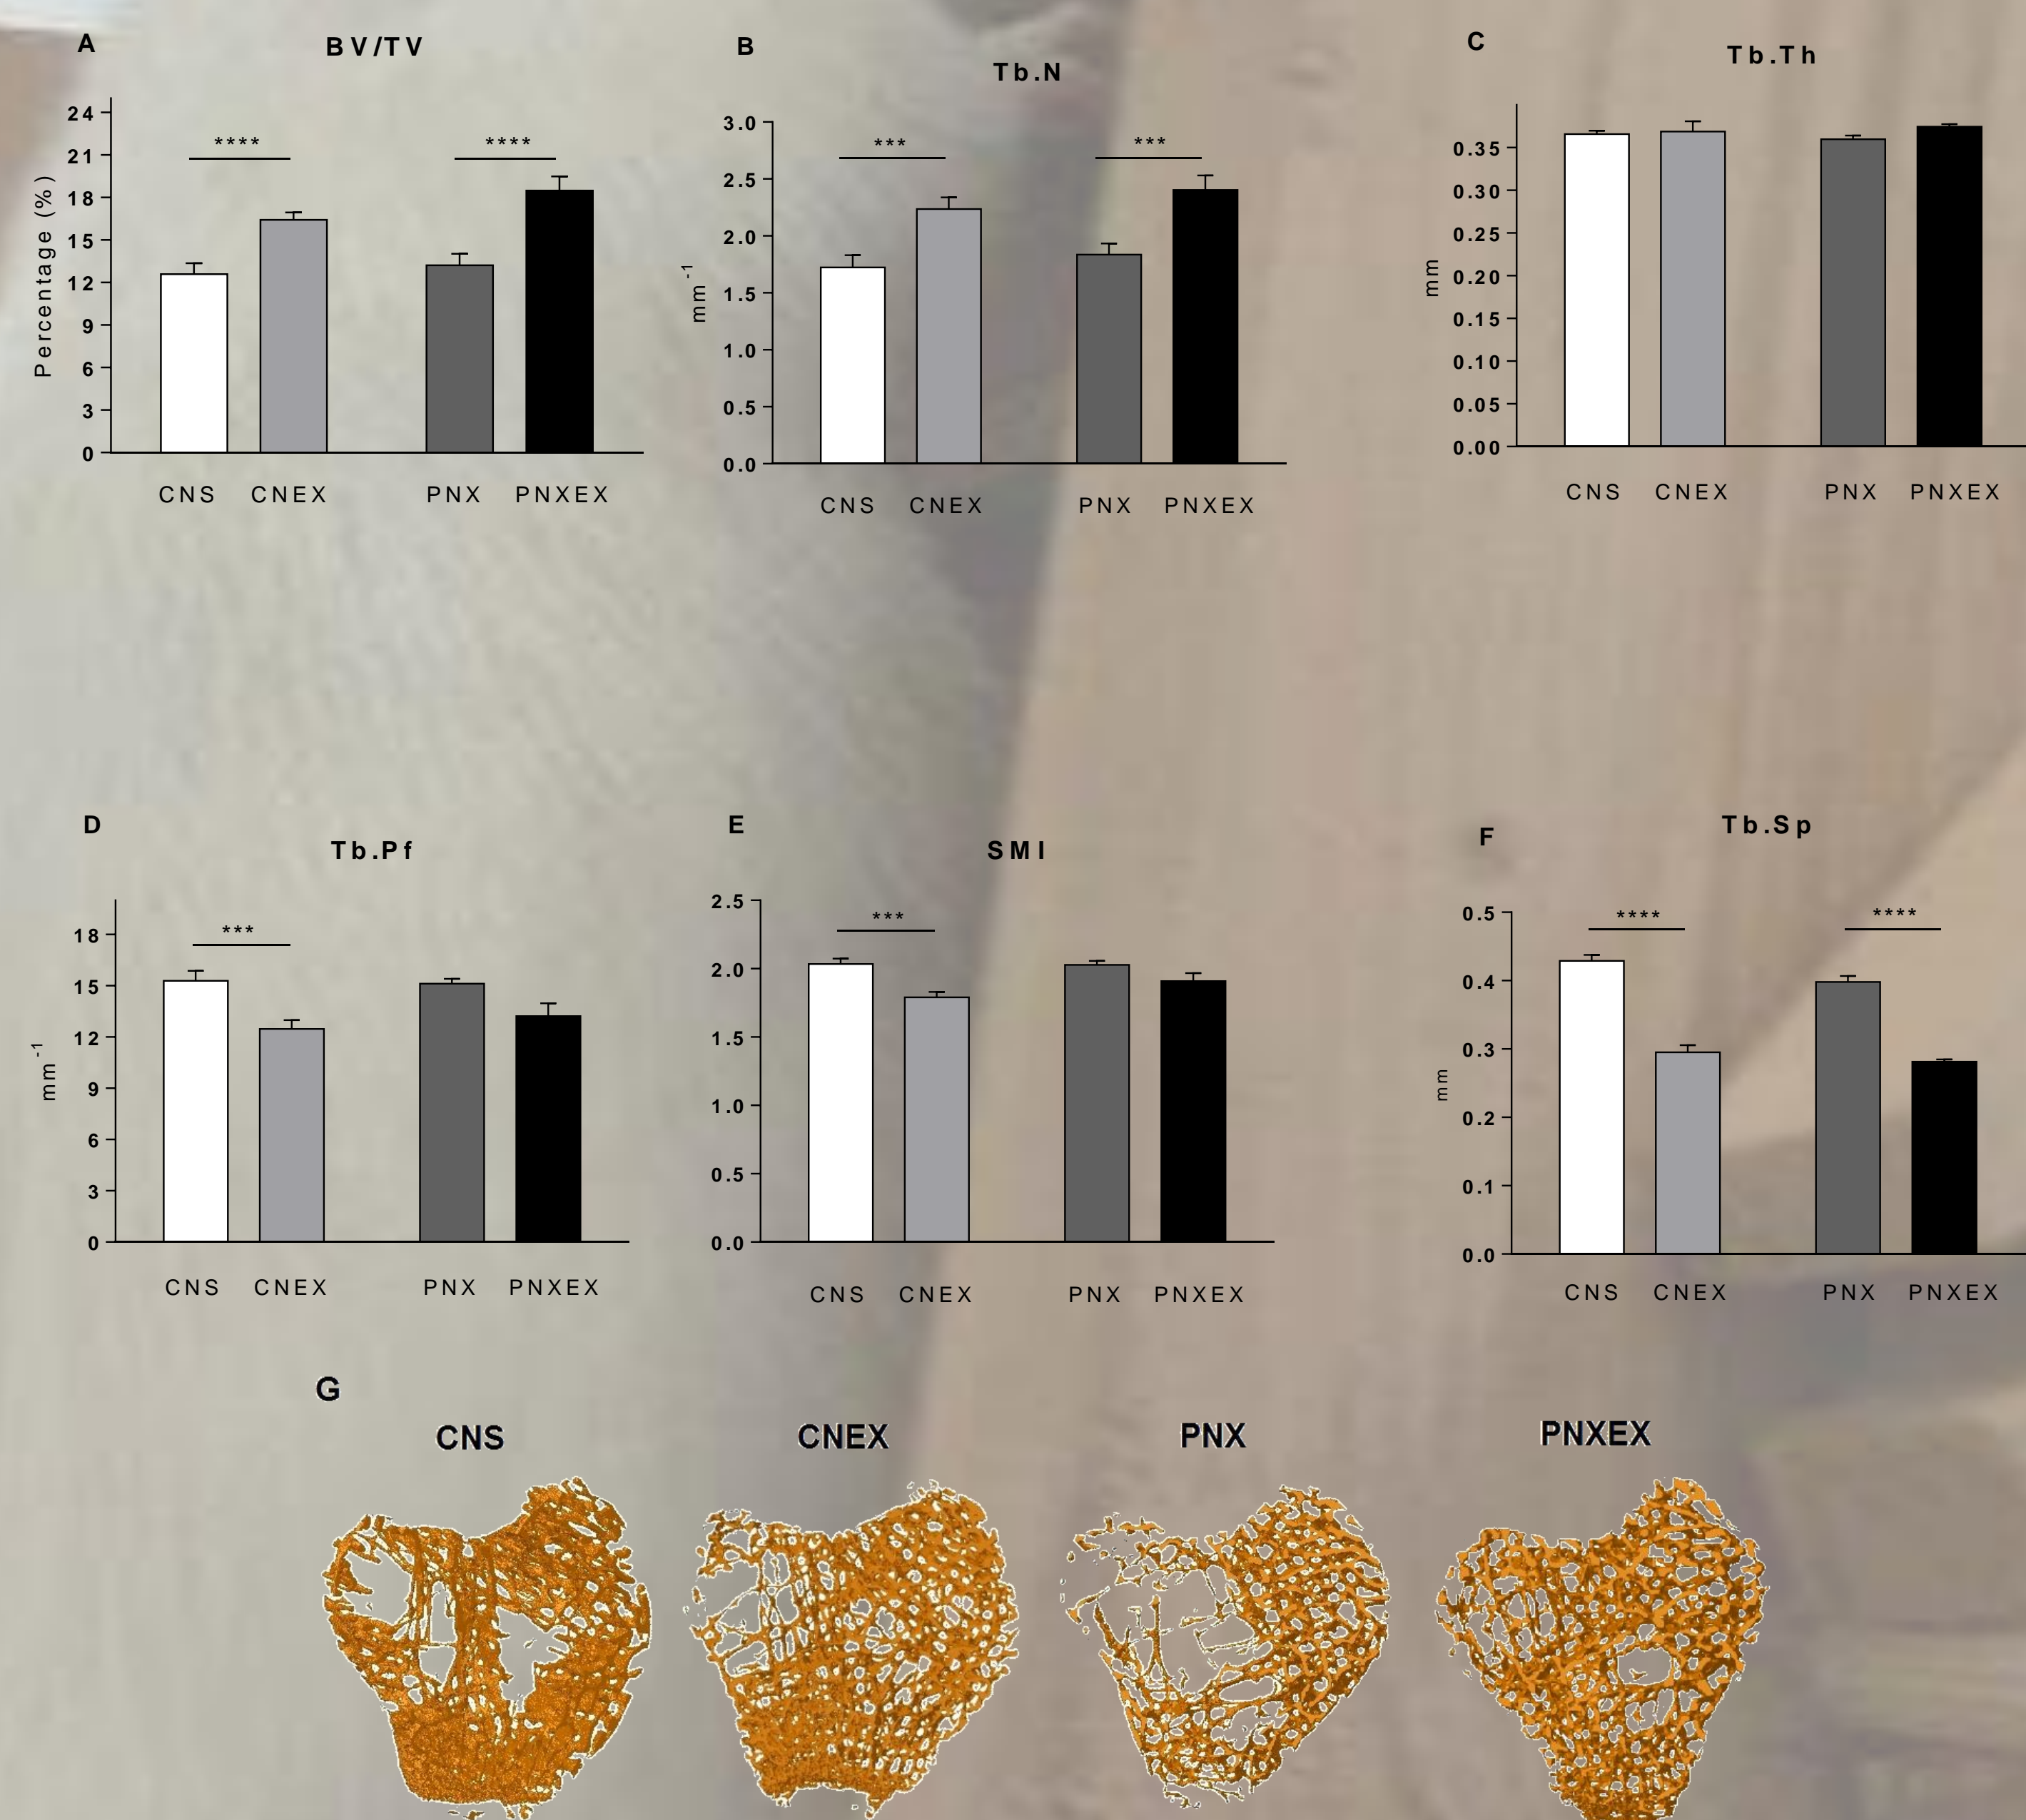 A
BV/TV
Percentage (%)
24
21
18
15
12
9
6
3
0
****
****
CNS CNEX PNX PNXEX
B
Tb.N
mm-1
3.0
2.5
2.0
1.5
1.0
0.5
0.0
***
***
CNS CNEX PNX PNXEX
C
Tb.Th
mm
0.35
0.30
0.25
0.20
0.15
0.10
0.05
0.00
CNS CNEX PNX PNXEX
D
Tb.Pf
mm-1
18
15
12
9
6
3
0
***
CNS CNEX PNX PNXEX
E
SMI
2.5
2.0
1.5
1.0
0.5
0.0
***
CNS CNEX PNX PNXEX
F
Tb.Sp
mm
0.5
0.4
0.3
0.2
0.1
0.0
****
****
CNS CNEX PNX PNXEX
G
CNS CNEX PNX PNXEX